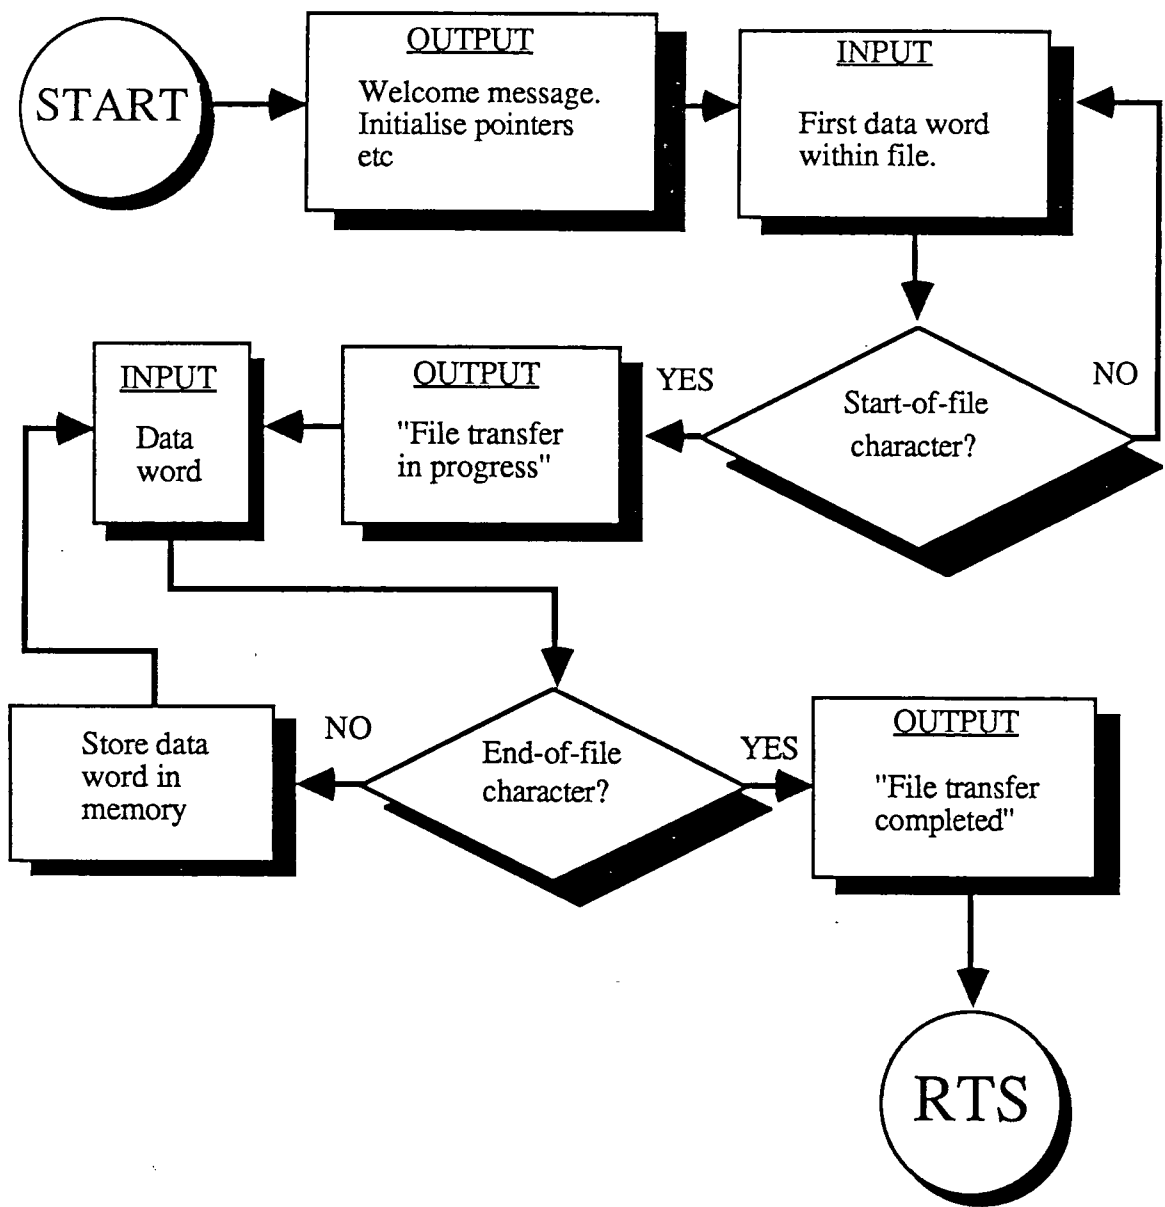 START
OUTPUT
Welcome message.
Initialise pointers
etc
INPUT
First data word
within file.
Start-of-file
character?
NO
YES
OUTPUT
"File transfer
in progress"
INPUT
Data
word
End-of-file
character?
NO
Store data
word in
memory
YES
OUTPUT
"File transfer
completed"
RTS